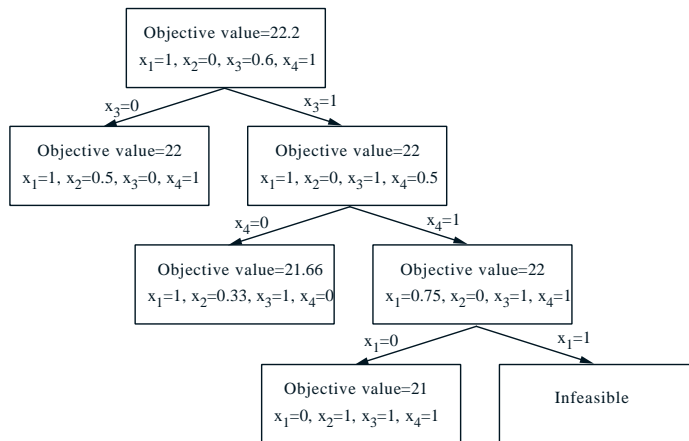 Objective value=22.2
x1=1, x2=0, x3=0.6, x4=1
x3=0
x3=1
Objective value=22
x1=1, x2=0.5, x3=0, x4=1
Objective value=22
x1=1, x2=0, x3=1, x4=0.5
x4=0
x4=1
Objective value=21.66
x1=1, x2=0.33, x3=1, x4=0
Objective value=22
x1=0.75, x2=0, x3=1, x4=1
x1=0
x1=1
Objective value=21
x1=0, x2=1, x3=1, x4=1
Infeasible